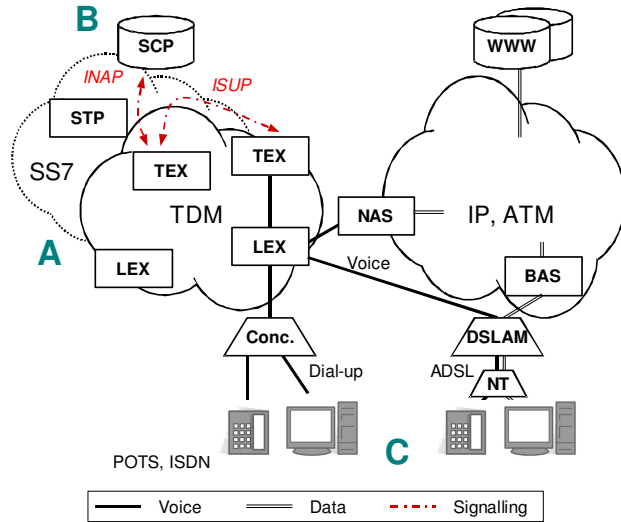 B
SCP
WWW
INAP
ISUP
STP
TEX
TEX
SS7
NAS
TDM
IP, ATM
A
LEX
LEX
Voice
BAS
Conc.
DSLAM
Dial-up
ADSL
NT
POTS, ISDN
C
Voice
Data
Signalling